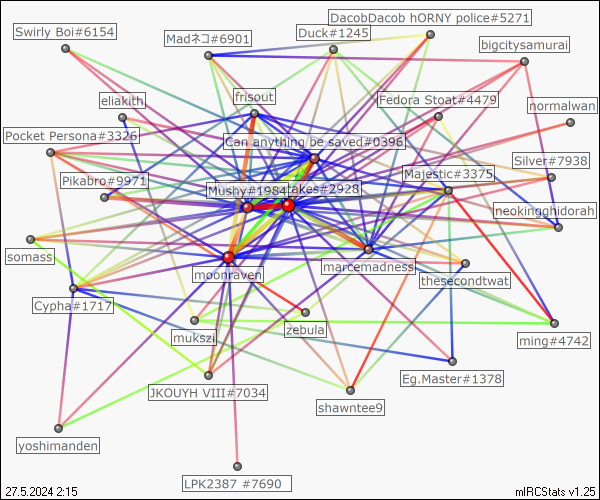 DacobDacob hORNY police#5271
Swirly Boi#6154
Madネコ#6901
Duck#1245
bigcitysamurai
eliakith
frisout
Fedora Stoat#4479
normalwan
Pocket Persona#3326
Can anything be saved#0396
Silver#7938
Pikabro#9971
Mushy#1984
akes#2928
Majestic#3375
neokingghidorah
somass
moonraven
marcemadness
thesecondtwat
Cypha#1717
mukszi
zebula
ming#4742
JKOUYH VIII#7034
shawntee9
Eg.Master#1378
yoshimanden
LPK2387 #7690
27.5.2024 2:15
mIRCStats v1.25